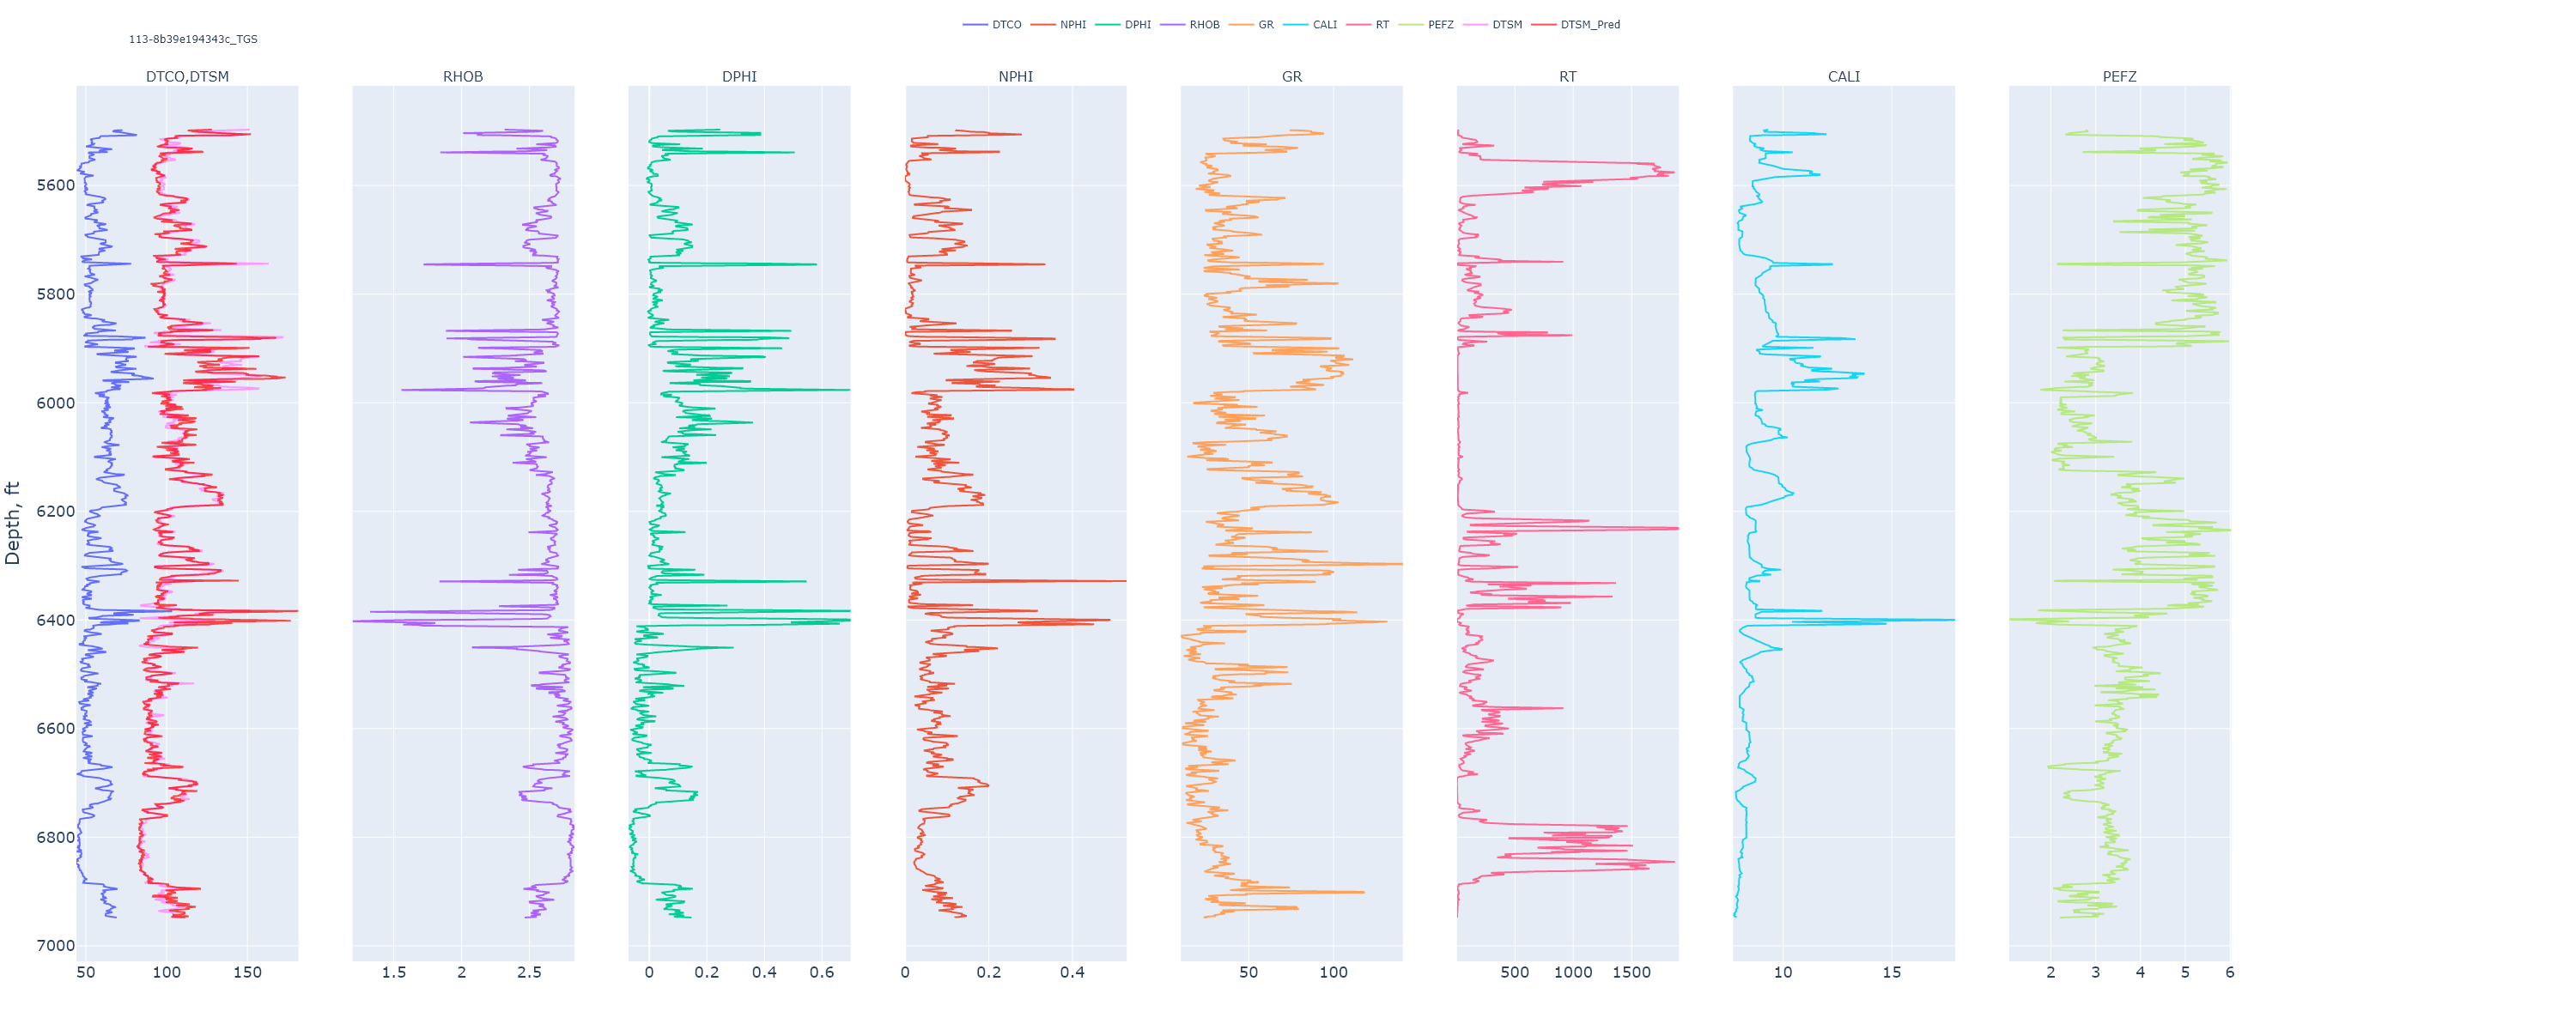 DTCO NPHI DPHI RHOB GR CALI RT PEFZ DTSM DTSM_Pred
113-8b39e194343c_TGS
DTCO,DTSM RHOB DPHI NPHI GR RT CALI PEFZ
Depth, ft
5600
5800
6000
6200
6400
6600
6800
7000
50 100 150 1.5 2 2.5 0 0.2 0.4 0.6 0 0.2 0.4 50 100 500 1000 1500 10 15 2 3 4 5 6